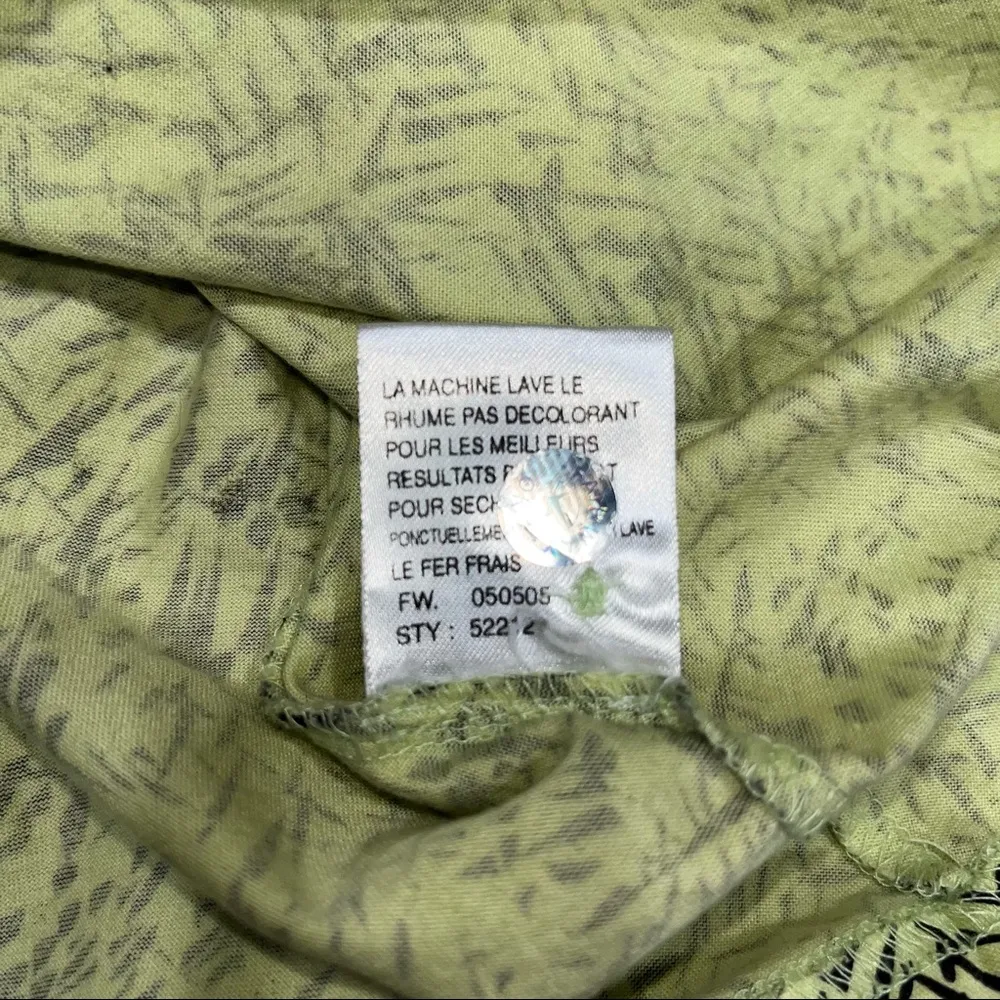 LA MACHINE LAVE LE
RHUME PAS DECOLORANT
POUR LES MEILLEURS
RESULTATS
POUR
LAVE
LE FER FRAIS
FW. 050505
STY :